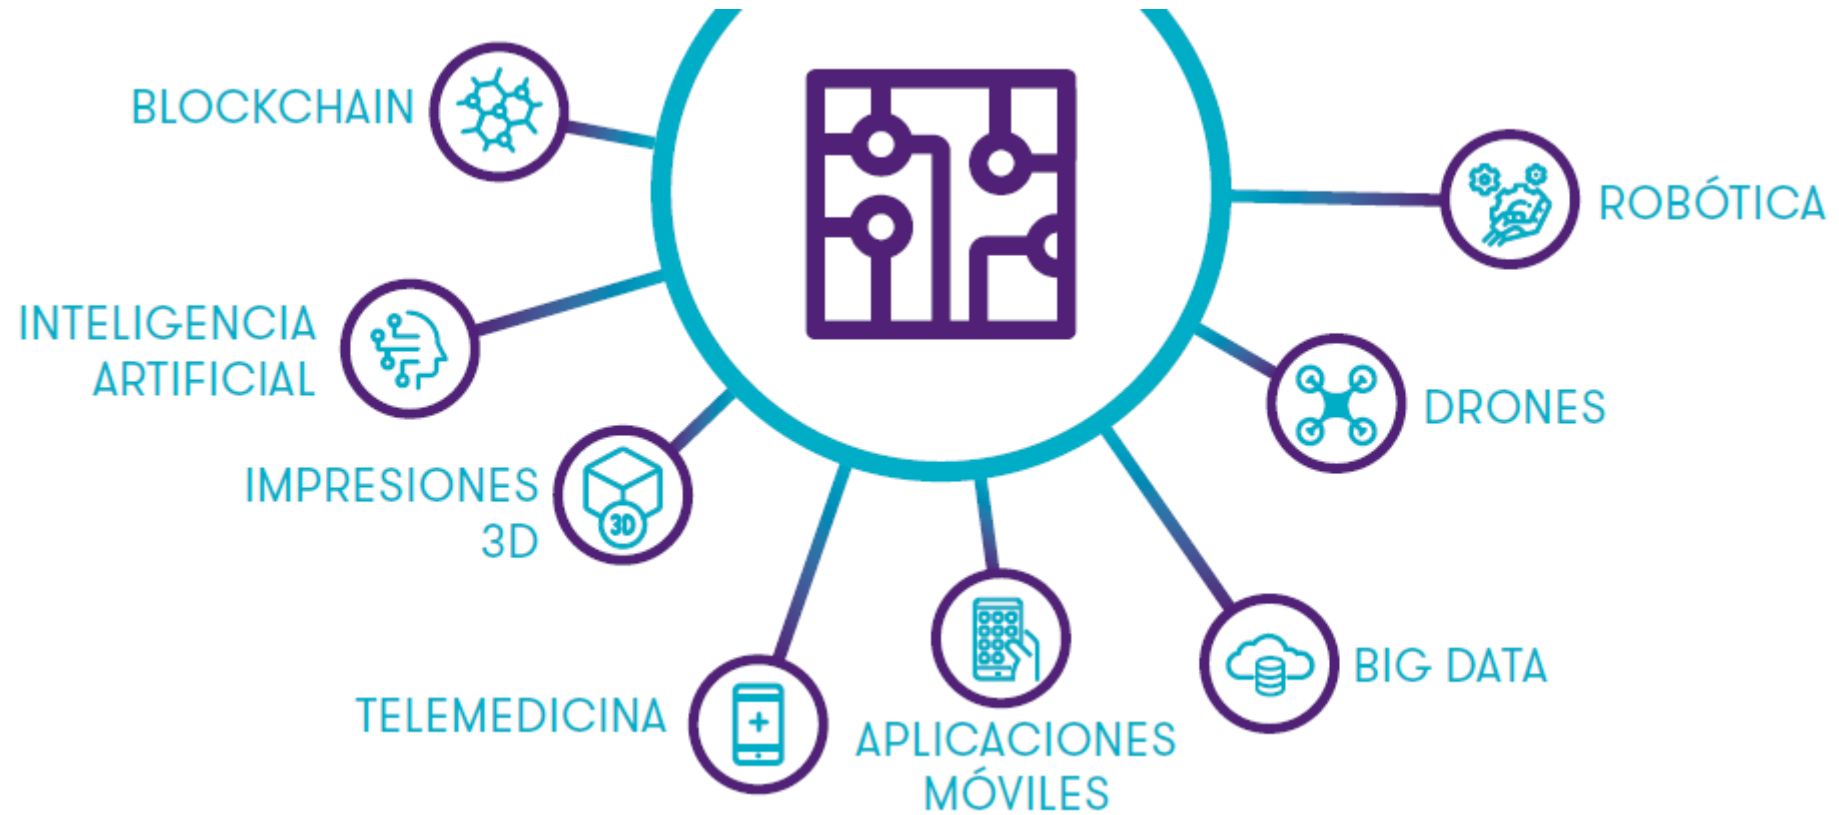 BLOCKCHAIN
ROBÓTICA
INTELIGENCIA
ARTIFICIAL
DRONES
IMPRESIONES
3D
3D
TELEMEDICINA
APLICACIONES
MÓVILES
BIG DATA